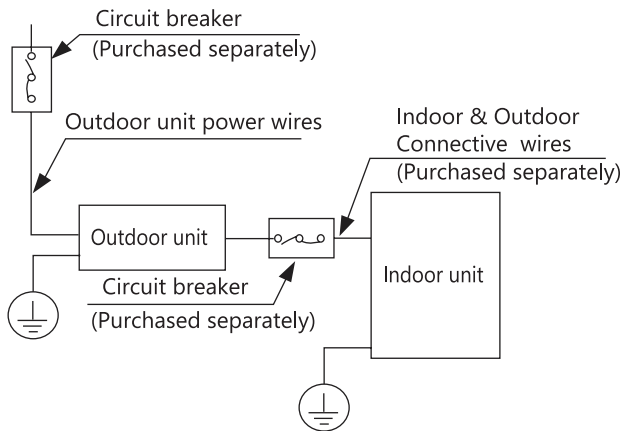 Circuit breaker
(Purchased separately)
Outdoor unit power wires
Indoor & Outdoor
Connective wires
(Purchased separately)
Outdoor unit
Circuit breaker
(Purchased separately)
Indoor unit